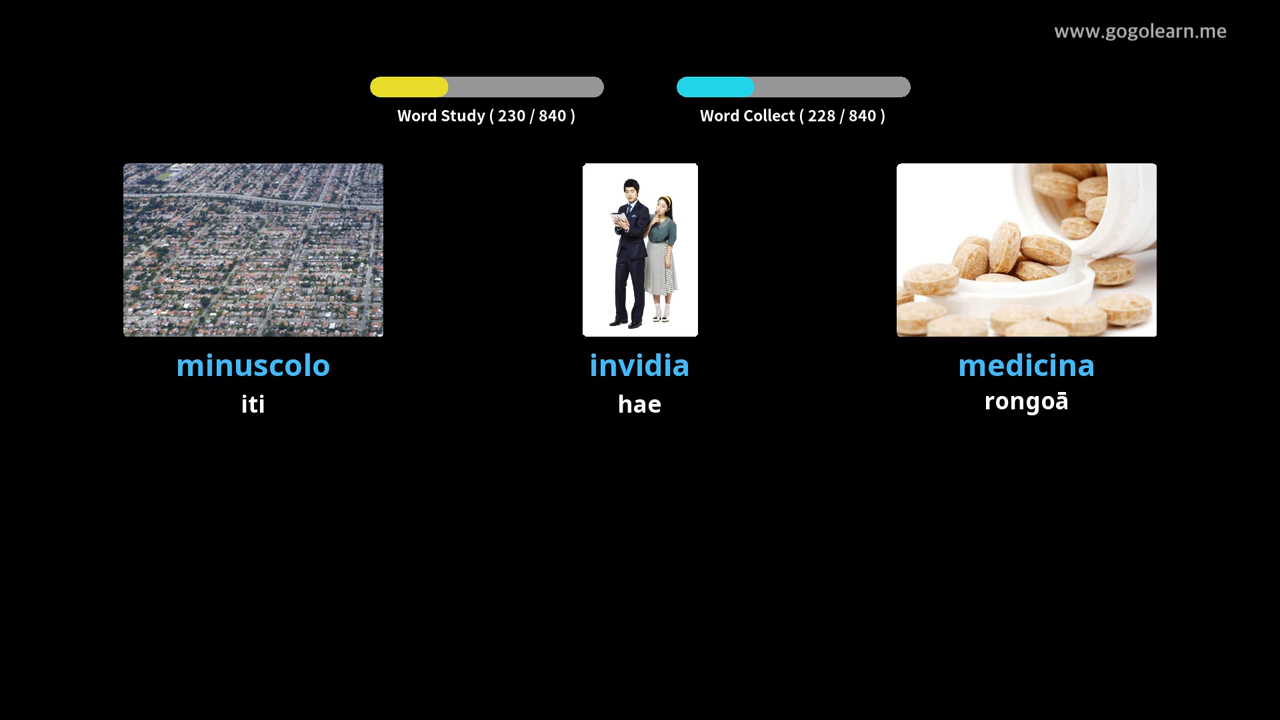 www.gogolearn.me
Word Study ( 230 / 840 )
Word Collect ( 228 / 840 )
minuscolo
iti
invidia
hae
medicina
rongoā